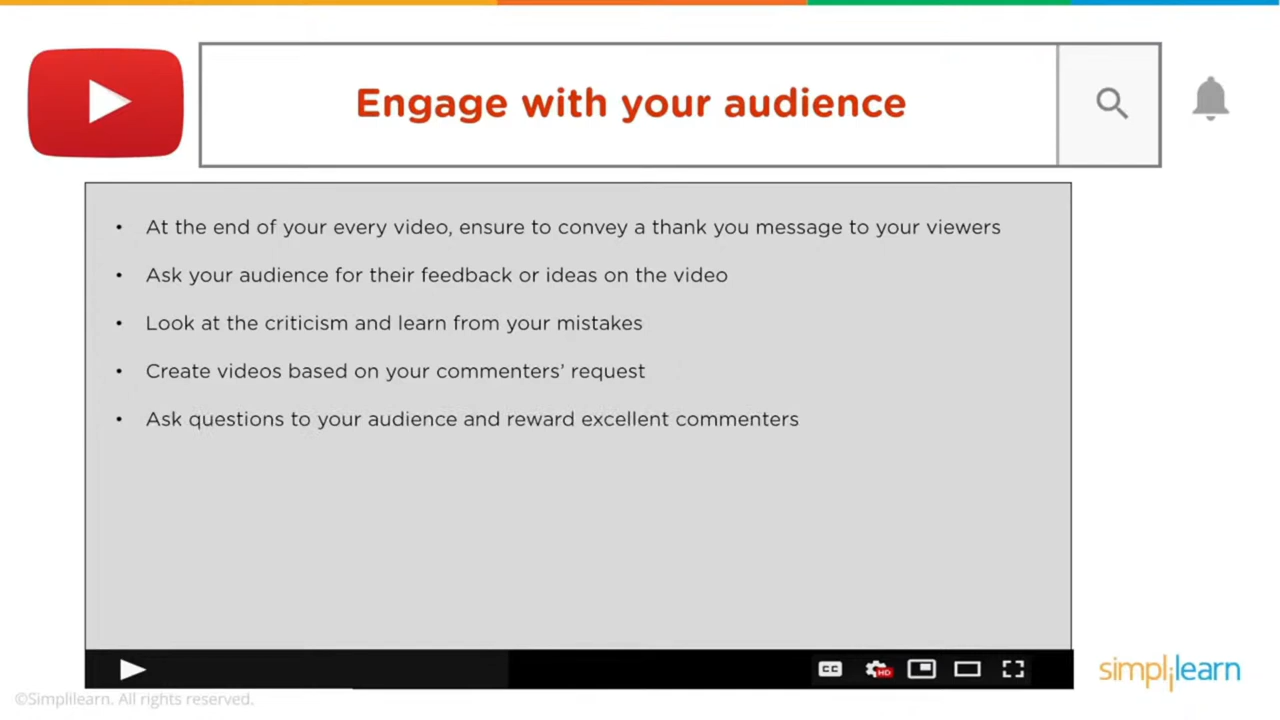 Engage with your audience
• At the end of your every video, ensure to convey a thank you message to your viewers
• Ask your audience for their feedback or ideas on the video
• Look at the criticism and learn from your mistakes
• Create videos based on your commenters’ request
• Ask questions to your audience and reward excellent commenters
CC
HD
simplilearn
©Simplilearn. All rights reserved.